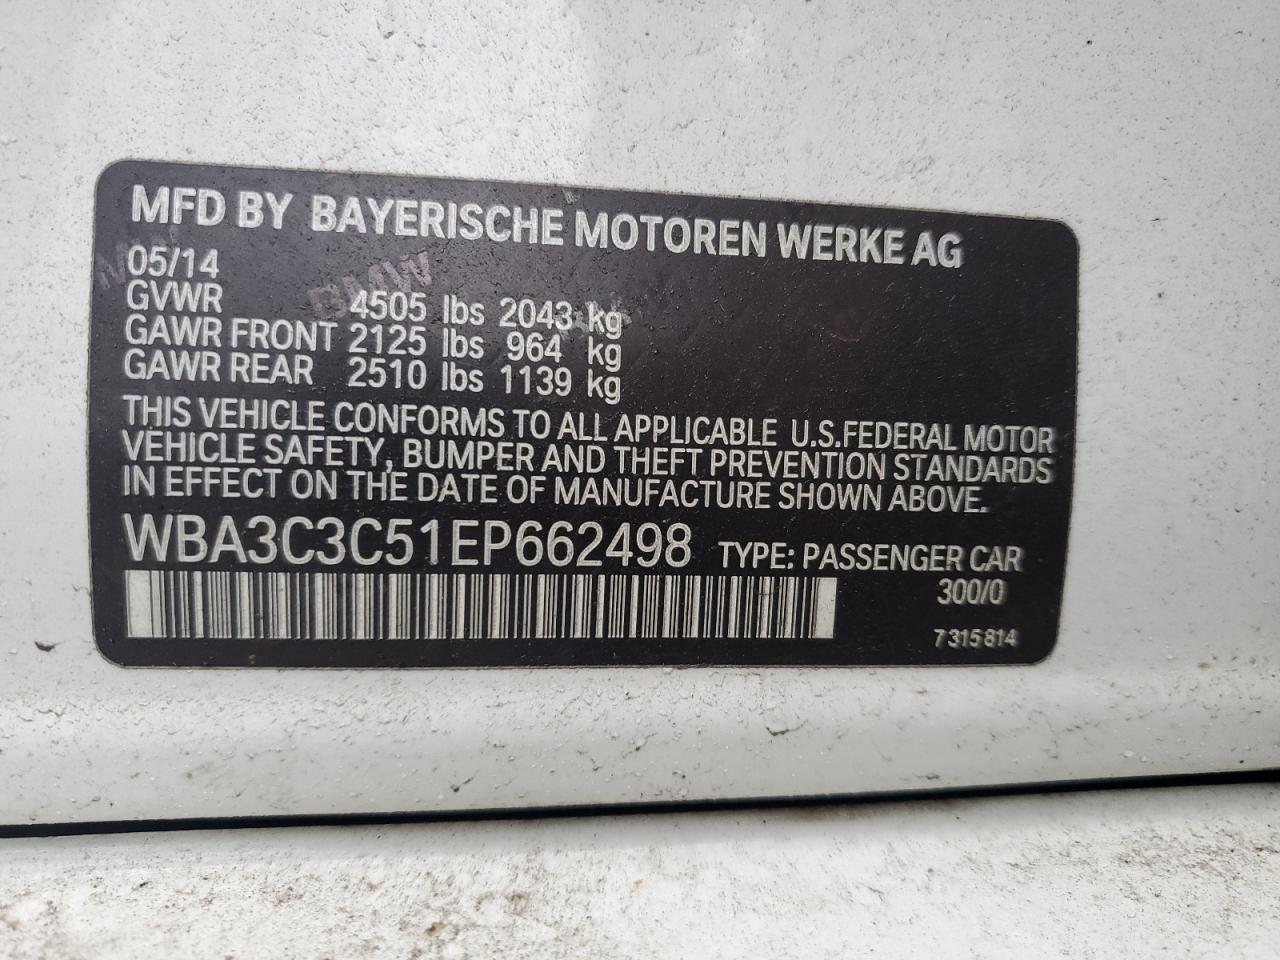 MFD BY BAYERISCHE MOTOREN WERKE AG
05/14
GVWR 4505 lbs 2043 kg
GAWR FRONT 2125 lbs 964 kg
GAWR REAR 2510 lbs 1139 kg
THIS VEHICLE CONFORMS TO ALL APPLICABLE U.S.FEDERAL MOTOR
VEHICLE SAFETY, BUMPER AND THEFT PREVENTION STANDARDS
IN EFFECT ON THE DATE OF MANUFACTURE SHOWN ABOVE.
WBA3C3C51EP662498 TYPE: PASSENGER CAR
300/0
7 315 814
BMW